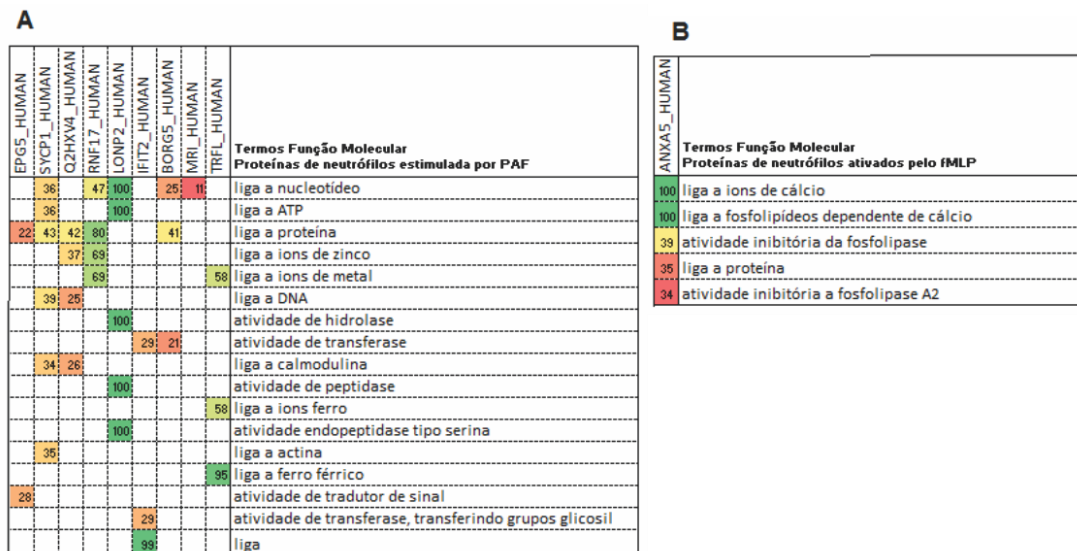 A
EPG5_HUMAN
SYCP1_HUMAN
Q2HXV4_HUMAN
RNF17_HUMAN
LONP2_HUMAN
IFIT2_HUMAN
BORG5_HUMAN
MRI_HUMAN
TRFL_HUMAN
Termos Função Molecular
Proteínas de neutrófilos estimulada por PAF
36 47 100 25 11 liga a nucleotídeo
36 100 liga a ATP
22 43 42 80 41 liga a proteína
37 69 liga a ions de zinco
69 58 liga a ions de metal
39 25 liga a DNA
100 atividade de hidrolase
29 21 atividade de transferase
34 26 liga a calmodulina
100 atividade de peptidase
58 liga a ions ferro
100 atividade endopeptidase tipo serina
35 liga a actina
95 liga a ferro férrico
28 atividade de tradutor de sinal
29 atividade de transferase, transferindo grupos glicosil
99 liga
B
ANXA5_HUMAN
Termos Função Molecular
Proteínas de neutrófilos ativados pelo fMLP
100 liga a ions de cálcio
100 liga a fosfolipídeos dependente de cálcio
39 atividade inibitória da fosfolipase
35 liga a proteína
34 atividade inibitória a fosfolipase A2